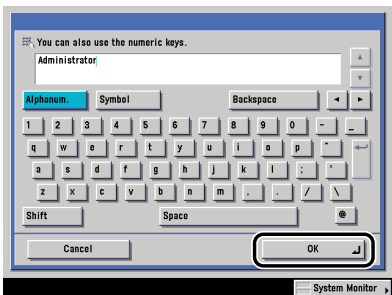 You can also use the numeric keys.
Administrator
Alphanum. Symbol Backspace
1 2 3 4 5 6 7 8 9 0 - _
q w e r t y u i o p ^
a s d f g h j k l ; '
z x c v b n m , . / \
Shift Space @
Cancel OK
System Monitor